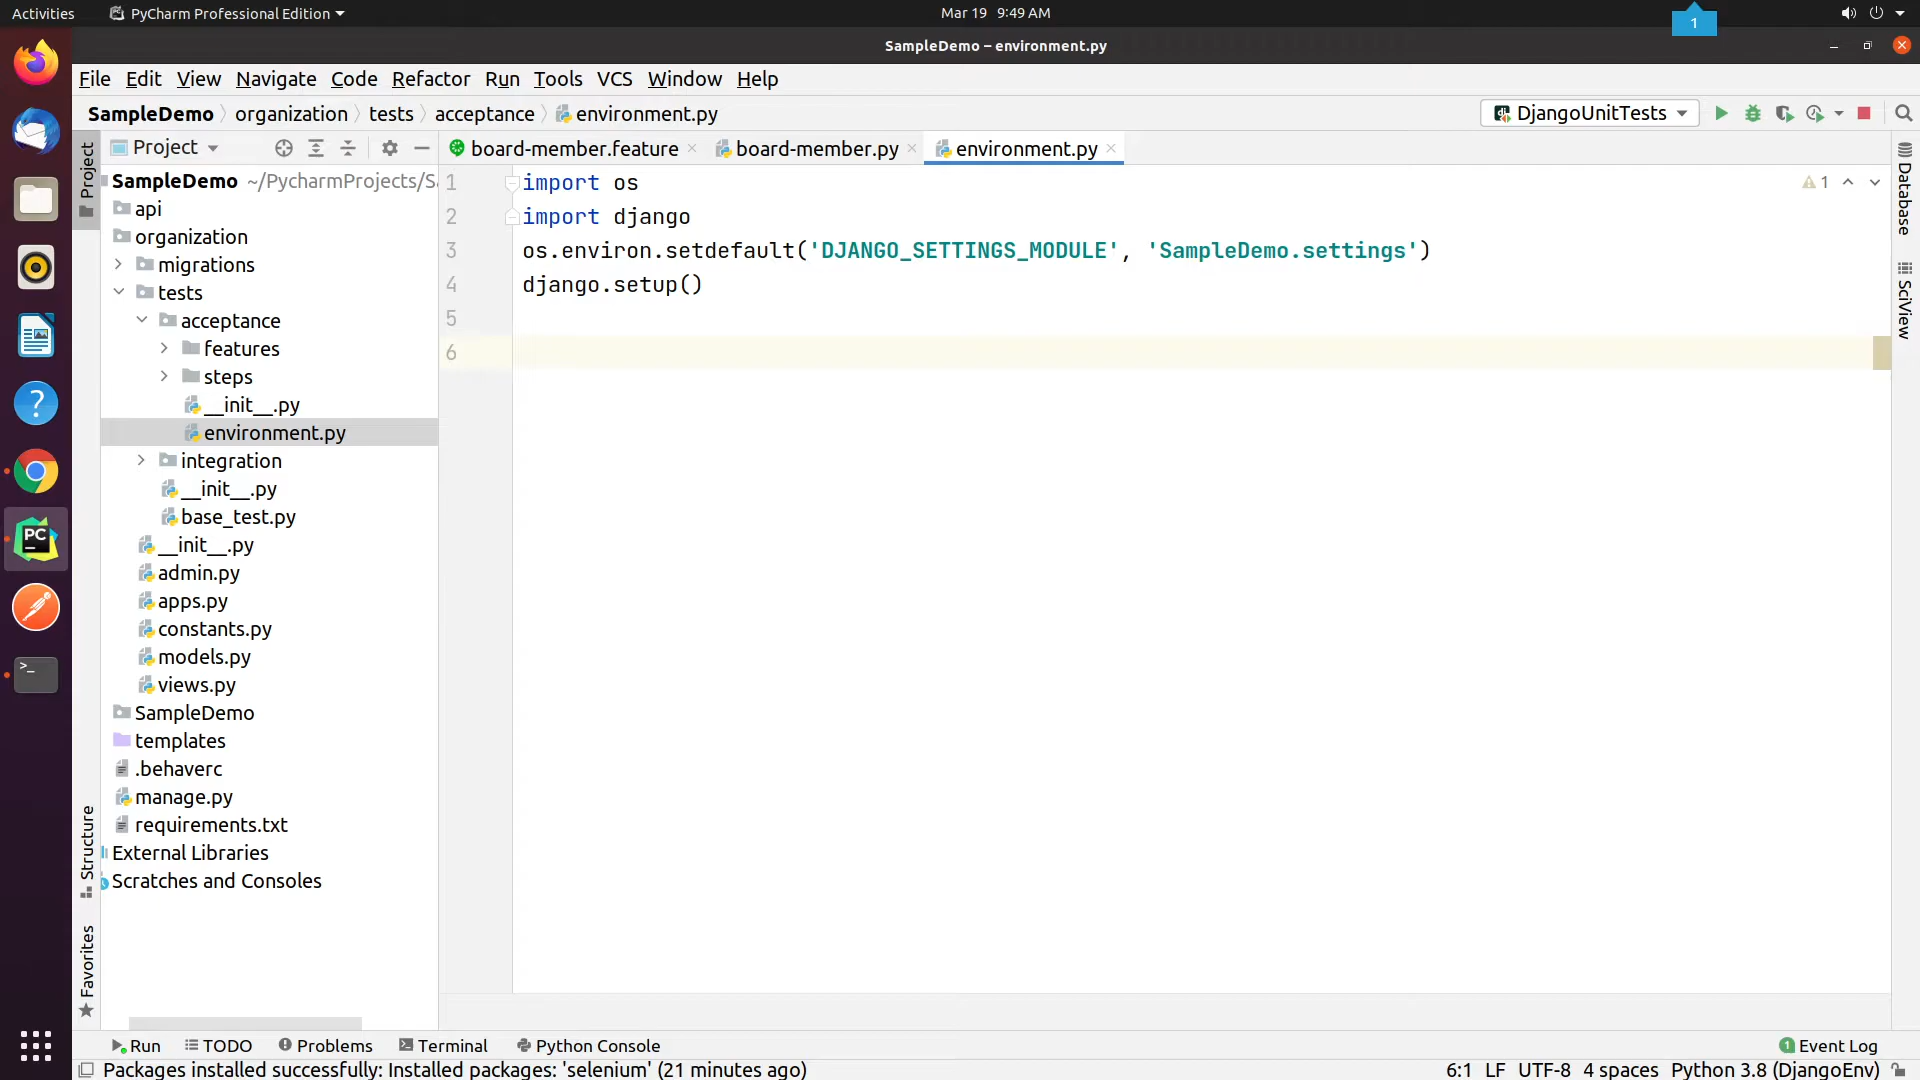 Activities
PyCharm Professional Edition
Mar 19 9:49 AM
1
SampleDemo – environment.py
File Edit View Navigate Code Refactor Run Tools VCS Window Help
SampleDemo organization tests acceptance environment.py
DjangoUnitTests
Project
board-member.feature board-member.py environment.py
SampleDemo ~/PycharmProjects/S
api
organization
migrations
tests
acceptance
features
steps
__init__.py
environment.py
integration
__init__.py
base_test.py
__init__.py
admin.py
apps.py
constants.py
models.py
views.py
SampleDemo
templates
.behaverc
manage.py
requirements.txt
External Libraries
Scratches and Consoles
1 import os
2 import django
3 os.environ.setdefault('DJANGO_SETTINGS_MODULE', 'SampleDemo.settings')
4 django.setup()
5
6
1
Project
Structure
Favorites
Database
SciView
PC
>_
?
Run TODO Problems Terminal Python Console
1 Event Log
Packages installed successfully: Installed packages: 'selenium' (21 minutes ago)
6:1 LF UTF-8 4 spaces Python 3.8 (DjangoEnv)